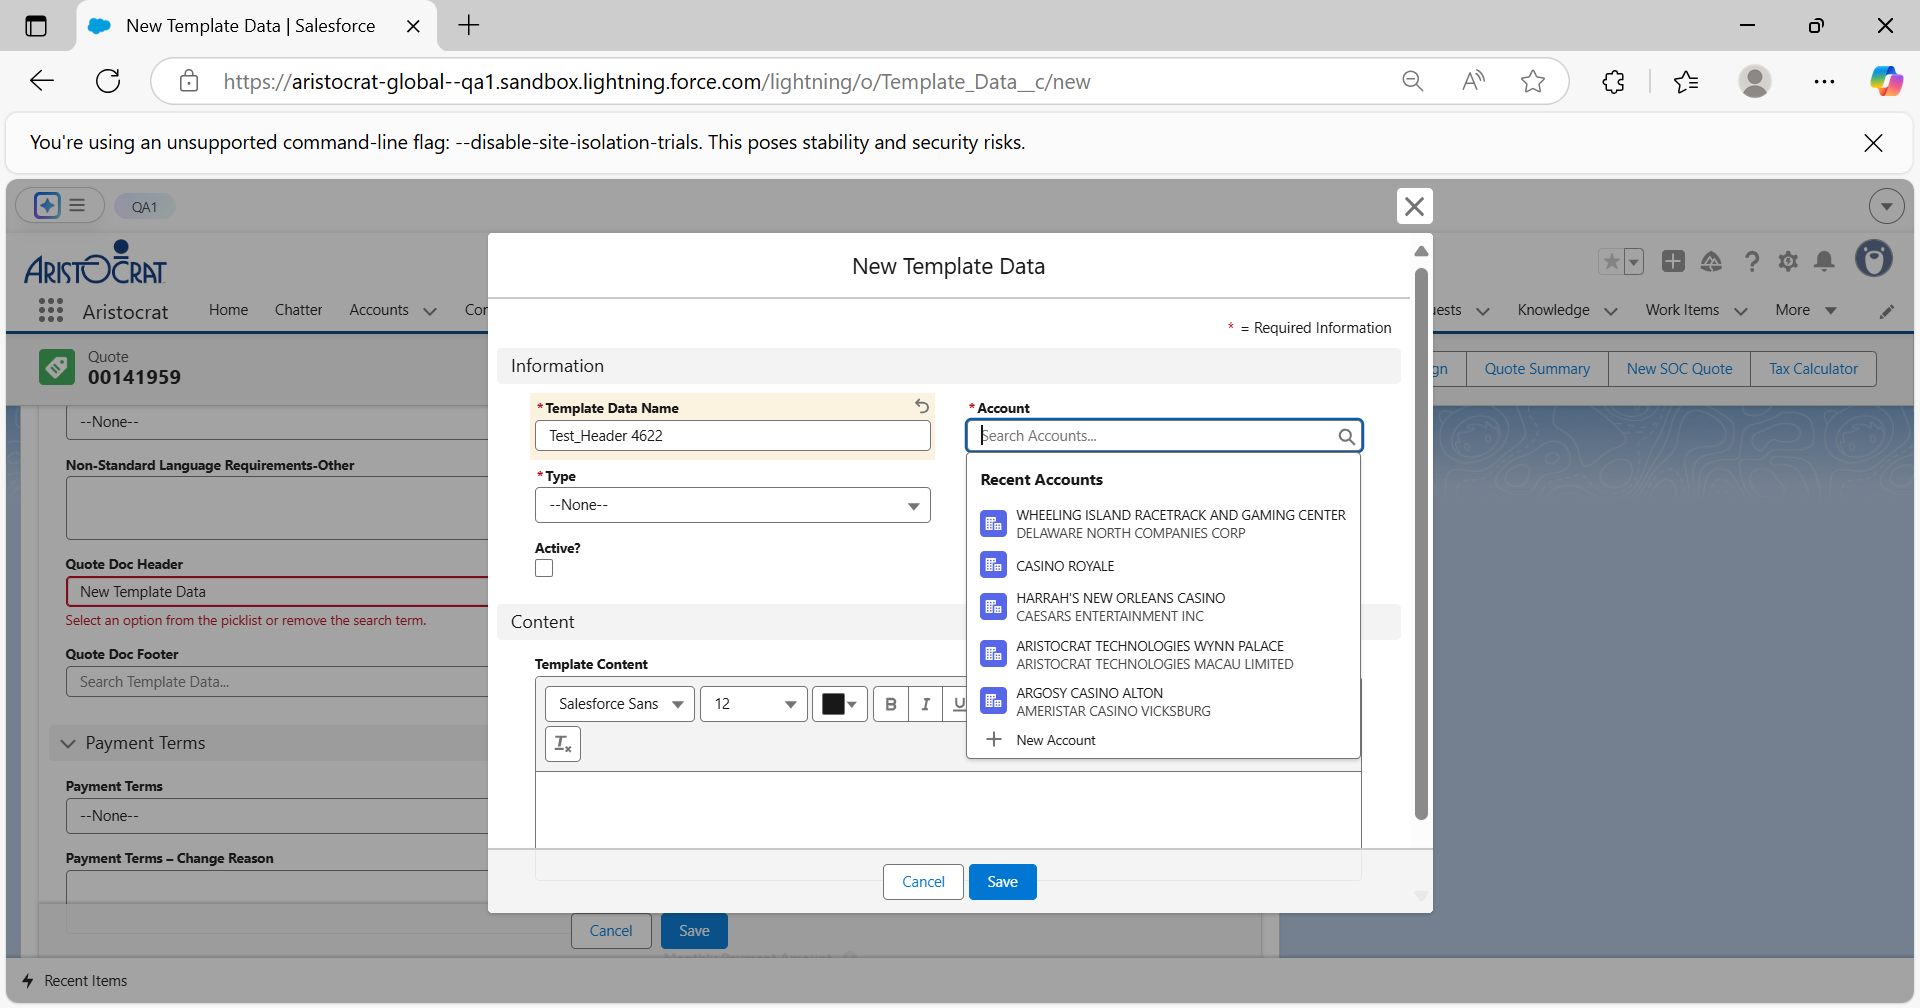 New Template Data | Salesforce
https://aristocrat-global--qa1.sandbox.lightning.force.com/lightning/o/Template_Data__c/new
You're using an unsupported command-line flag: --disable-site-isolation-trials. This poses stability and security risks.
QA1
ARISTOCRAT
Aristocrat
Home
Chatter
Accounts
Knowledge
Work Items
More
Quote
00141959
Quote Summary
New SOC Quote
Tax Calculator
--None--
Non-Standard Language Requirements-Other
Quote Doc Header
New Template Data
Select an option from the picklist or remove the search term.
Quote Doc Footer
Search Template Data...
Payment Terms
Payment Terms
--None--
Payment Terms – Change Reason
Cancel
Save
Recent Items
New Template Data
* = Required Information
Information
*Template Data Name
Test_Header 4622
*Type
--None--
Active?
*Account
Search Accounts...
Recent Accounts
WHEELING ISLAND RACETRACK AND GAMING CENTER
DELAWARE NORTH COMPANIES CORP
CASINO ROYALE
HARRAH'S NEW ORLEANS CASINO
CAESARS ENTERTAINMENT INC
ARISTOCRAT TECHNOLOGIES WYNN PALACE
ARISTOCRAT TECHNOLOGIES MACAU LIMITED
ARGOSY CASINO ALTON
AMERISTAR CASINO VICKSBURG
New Account
Content
Template Content
Salesforce Sans
12
B
I
U
Cancel
Save